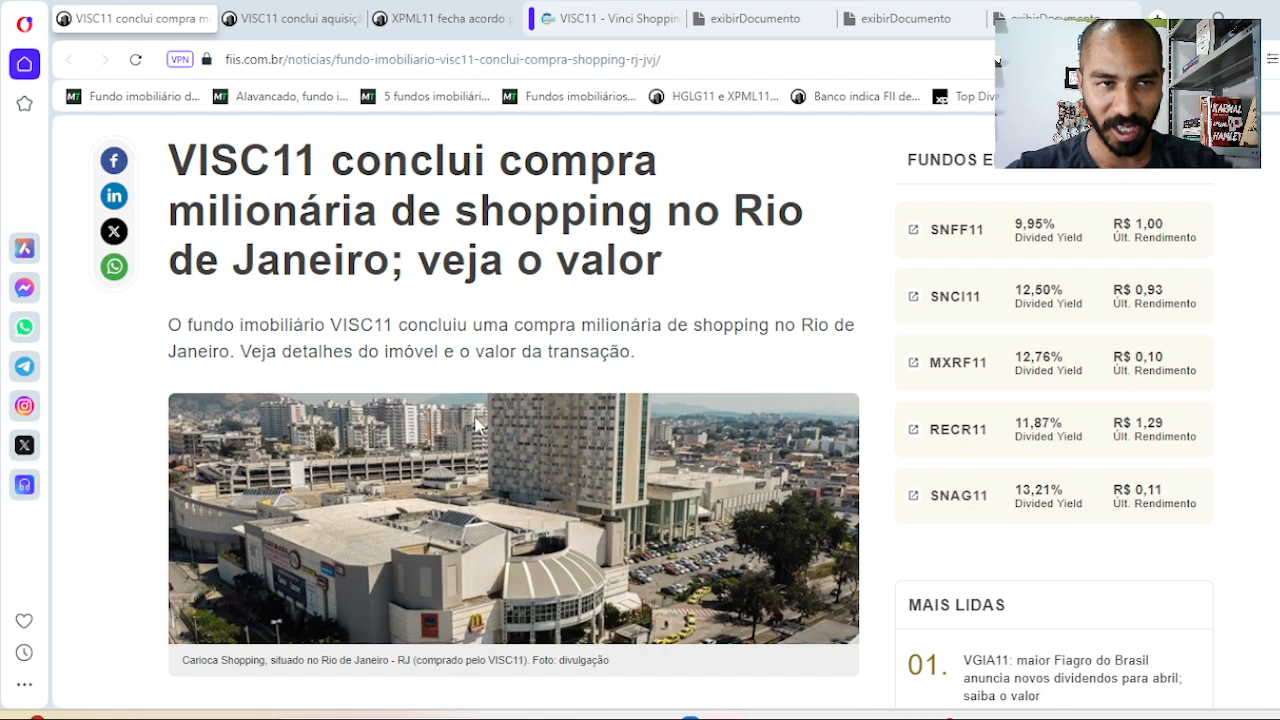 VISC11 conclui compra m
VISC11 conclui aquisiç
XPML11 fecha acordo
VISC11 - Vinci Shoppin
exibirDocumento
exibirDocumento
exibirDocumento
VPN
fiis.com.br/noticias/fundo-imobiliario-visc11-conclui-compra-shopping-rj-jvj/
Fundo imobiliário d...
Alavancado, fundo i...
5 fundos imobiliári...
Fundos imobiliários...
HGLG11 e XPML11...
Banco indica FII de...
Top Div
VISC11 conclui compra
milionária de shopping no Rio
de Janeiro; veja o valor
O fundo imobiliário VISC11 concluiu uma compra milionária de shopping no Rio de
Janeiro. Veja detalhes do imóvel e o valor da transação.
Carioca Shopping, situado no Rio de Janeiro - RJ (comprado pelo VISC11). Foto: divulgação
KARNAL
HAMLET
FUNDOS E
SNFF11 9,95% R$ 1,00
Divided Yield Últ. Rendimento
SNCI11 12,50% R$ 0,93
Divided Yield Últ. Rendimento
MXRF11 12,76% R$ 0,10
Divided Yield Últ. Rendimento
RECR11 11,87% R$ 1,29
Divided Yield Últ. Rendimento
SNAG11 13,21% R$ 0,11
Divided Yield Últ. Rendimento
MAIS LIDAS
01.
VGIA11: maior Fiagro do Brasil
anuncia novos dividendos para abril;
saiba o valor